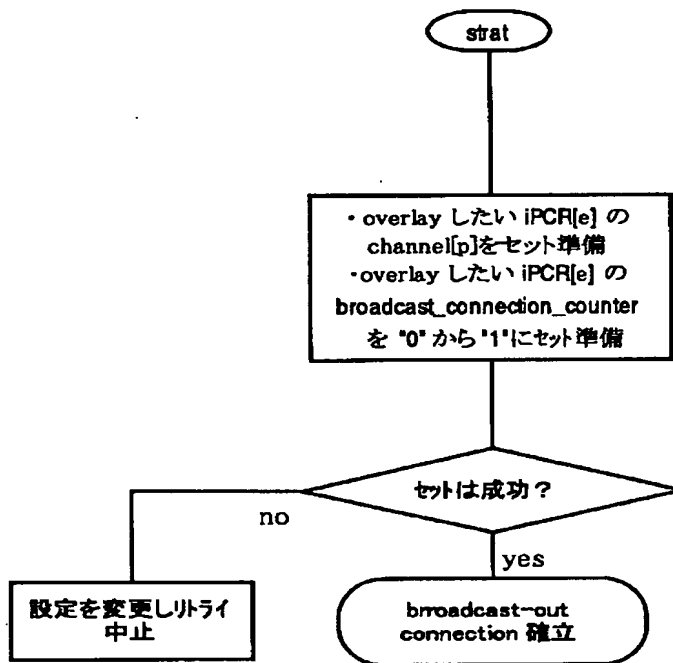 strat
・overlay したい iPCR[e] の
channel[p]をセット準備
・overlay したい iPCR[e] の
broadcast_connection_counter
を "0" から "1"にセット準備
セットは成功？
no
yes
設定を変更しリトライ
中止
brroadcast-out
connection 確立